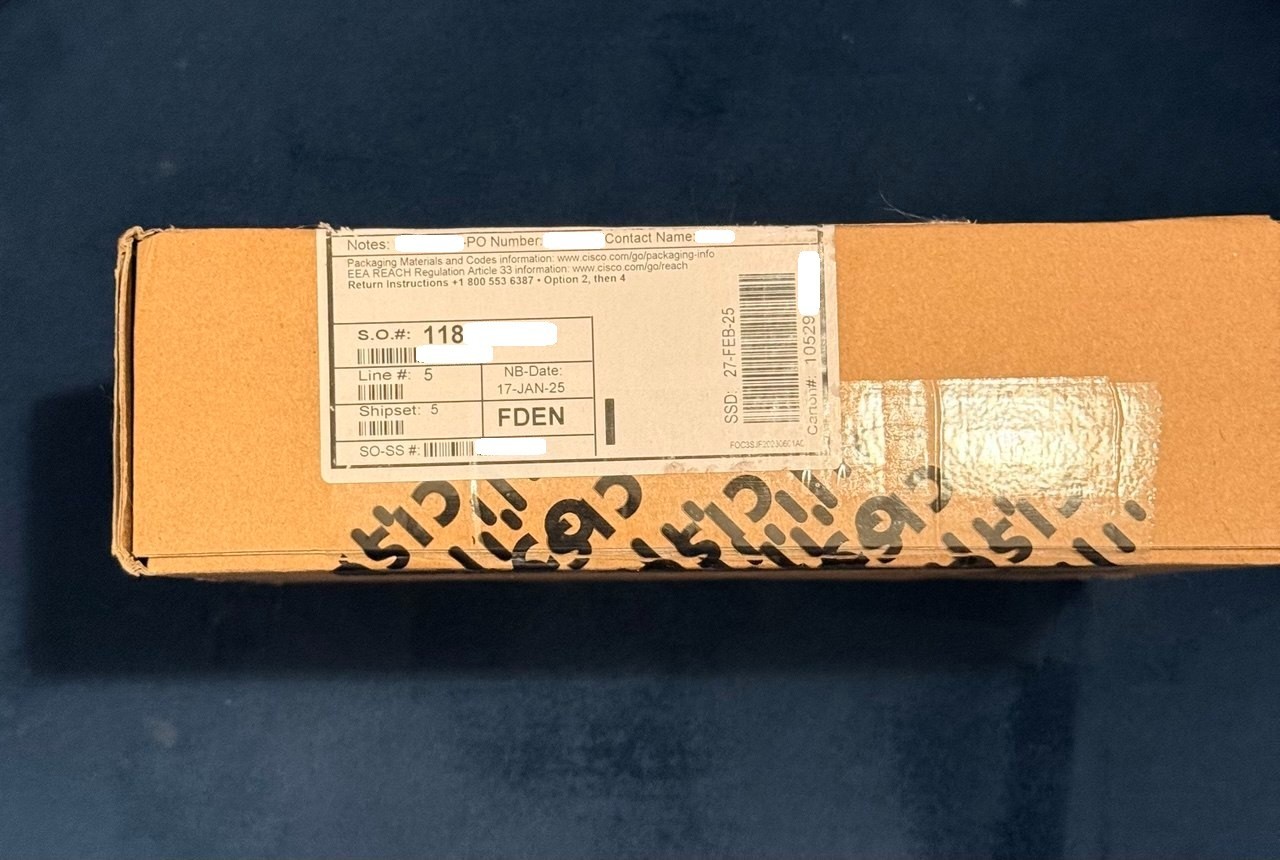 Notes: -PO Number: Contact Name:
Packaging Materials and Codes information: www.cisco.com/go/packaging-info
EEA REACH Regulation Article 33 information: www.cisco.com/go/reach
Return Instructions +1 800 553 6387 • Option 2, then 4
S.O.#: 118
Line #: 5
NB-Date:
17-JAN-25
Shipset: 5
FDEN
SO-SS #:
SSD: 27-FEB-25
Carton#: 10529